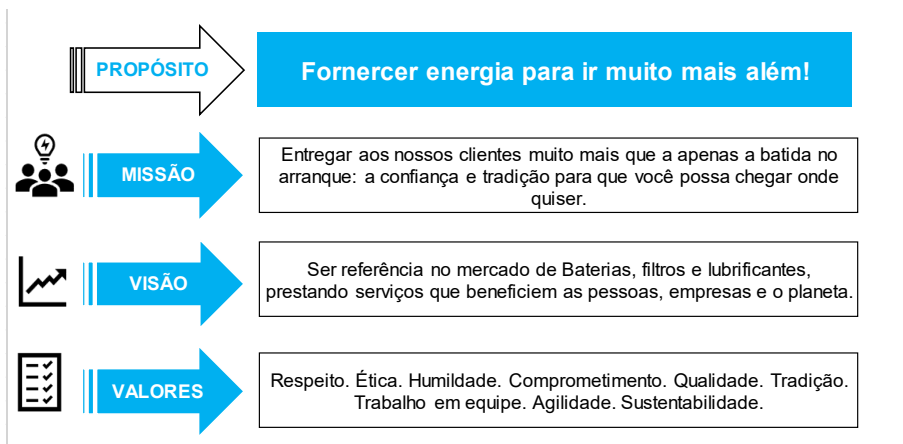 PROPÓSITO
Fornercer energia para ir muito mais além!
MISSÃO
Entregar aos nossos clientes muito mais que a apenas a batida no
arranque: a confiança e tradição para que você possa chegar onde
quiser.
VISÃO
Ser referência no mercado de Baterias, filtros e lubrificantes,
prestando serviços que beneficiem as pessoas, empresas e o planeta.
VALORES
Respeito. Ética. Humildade. Comprometimento. Qualidade. Tradição.
Trabalho em equipe. Agilidade. Sustentabilidade.